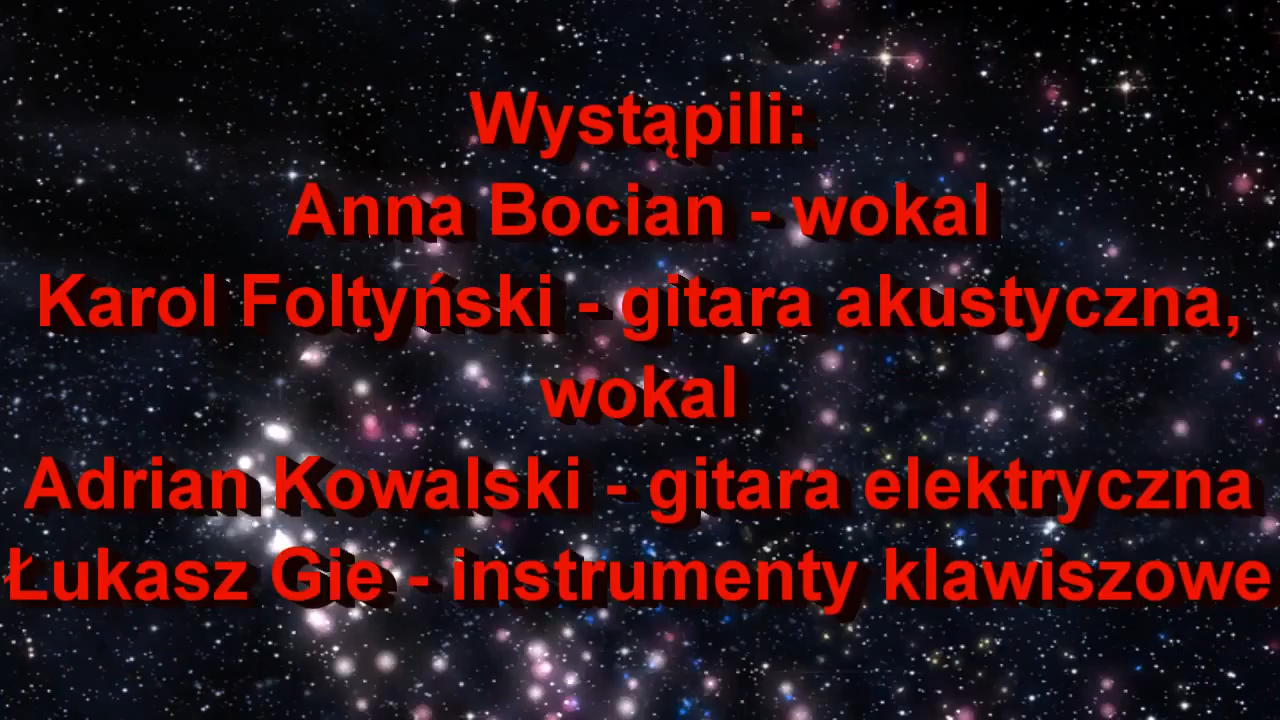 Wystąpili:
Anna Bocian - wokal
Karol Foltyński - gitara akustyczna,
wokal
Adrian Kowalski - gitara elektryczna
Łukasz Gie - instrumenty klawiszowe